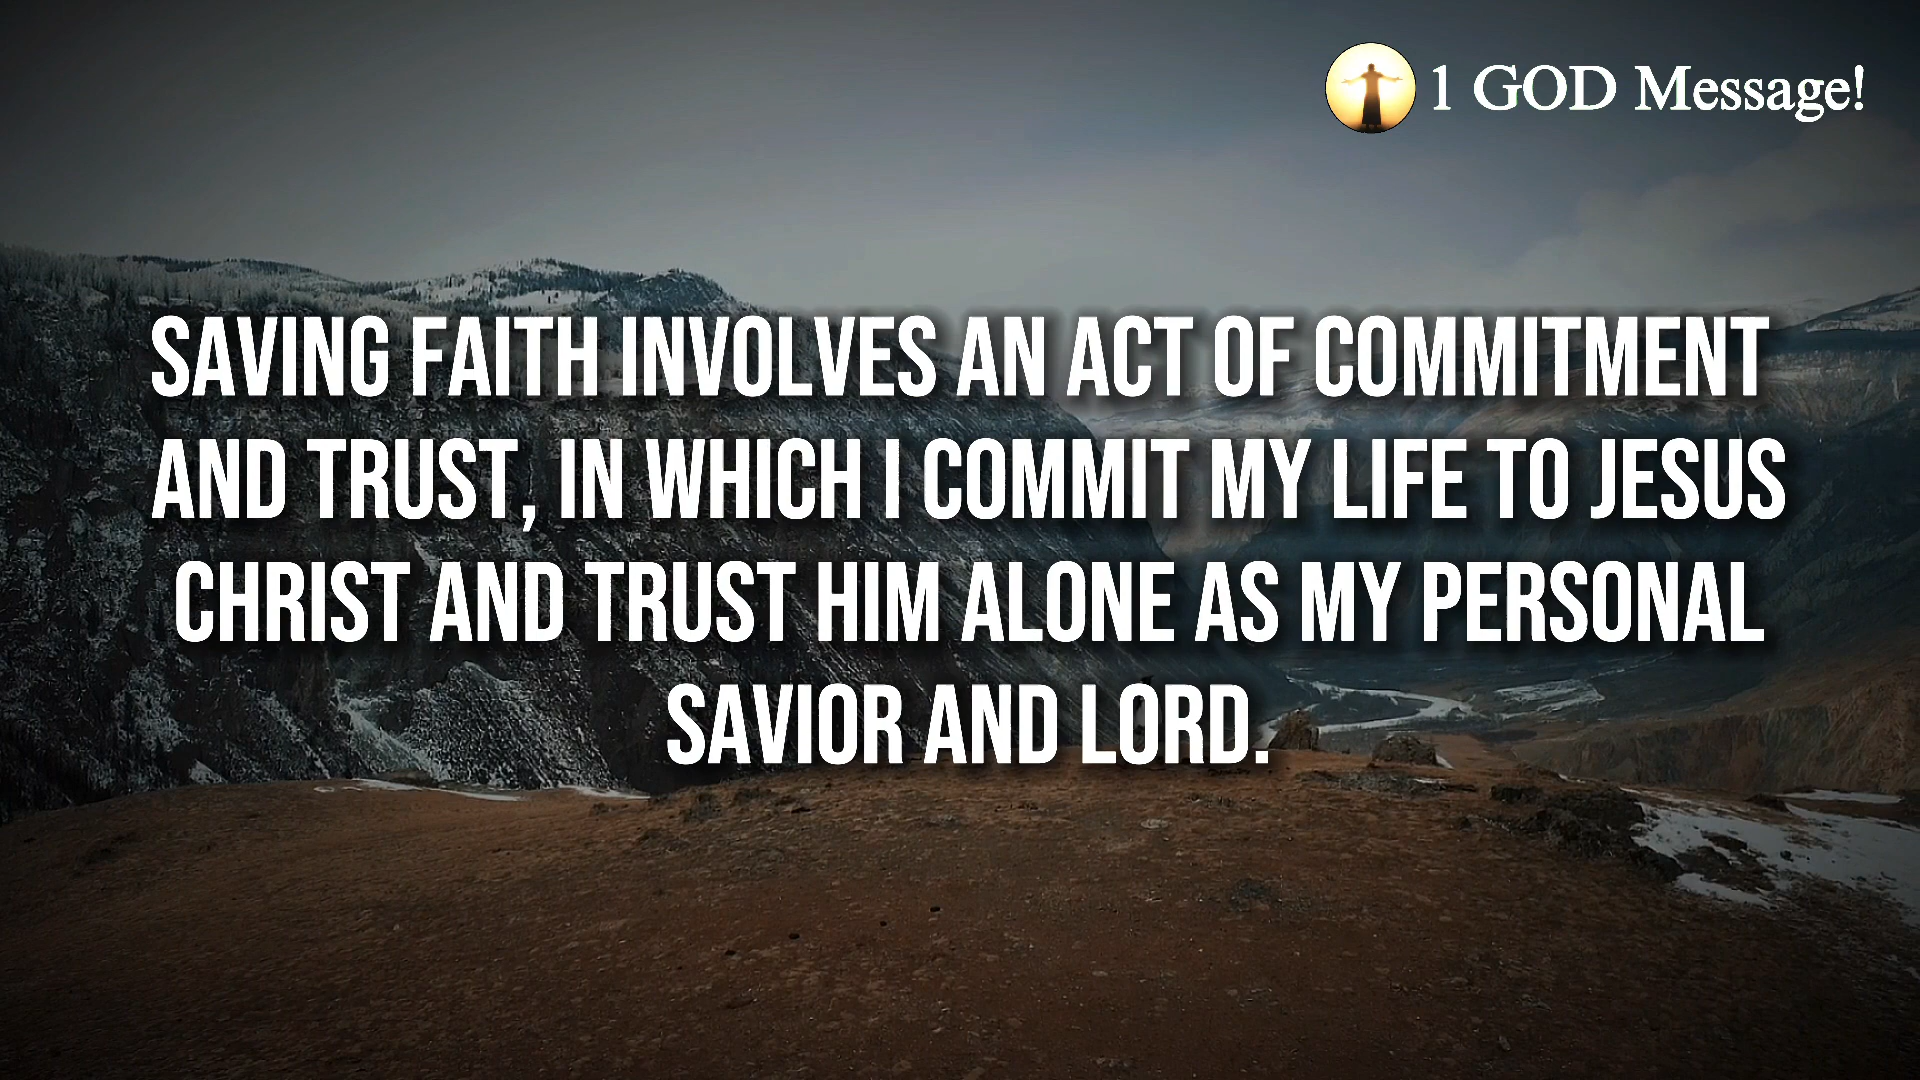 1 GOD Message!
SAVING FAITH INVOLVES AN ACT OF COMMITMENT
AND TRUST, IN WHICH I COMMIT MY LIFE TO JESUS
CHRIST AND TRUST HIM ALONE AS MY PERSONAL
SAVIOR AND LORD.